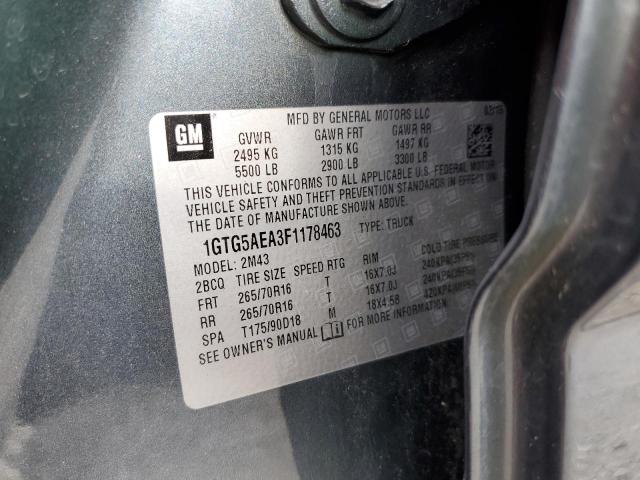 MFD BY GENERAL MOTORS LLC
GM
GVWR GAWR FRT GAWR RR
2495 KG 1315 KG 1497 KG
5500 LB 2900 LB 3300 LB
THIS VEHICLE CONFORMS TO ALL APPLICABLE U.S. FEDERAL MOTOR
VEHICLE SAFETY AND THEFT PREVENTION STANDARDS IN EFFECT ON
THE DATE OF MANUFACTURE SHOWN ABOVE.
1GTG5AEA3F1178463 TYPE: TRUCK
MODEL: 2M43
2BCQ TIRE SIZE SPEED RTG RIM COLD TIRE PRESSURE
FRT 265/70R16 T 16X7.0J
RR 265/70R16 T 16X7.0J
SPA T175/90D18 M 18X4.5B
SEE OWNER'S MANUAL FOR MORE INFORMATION